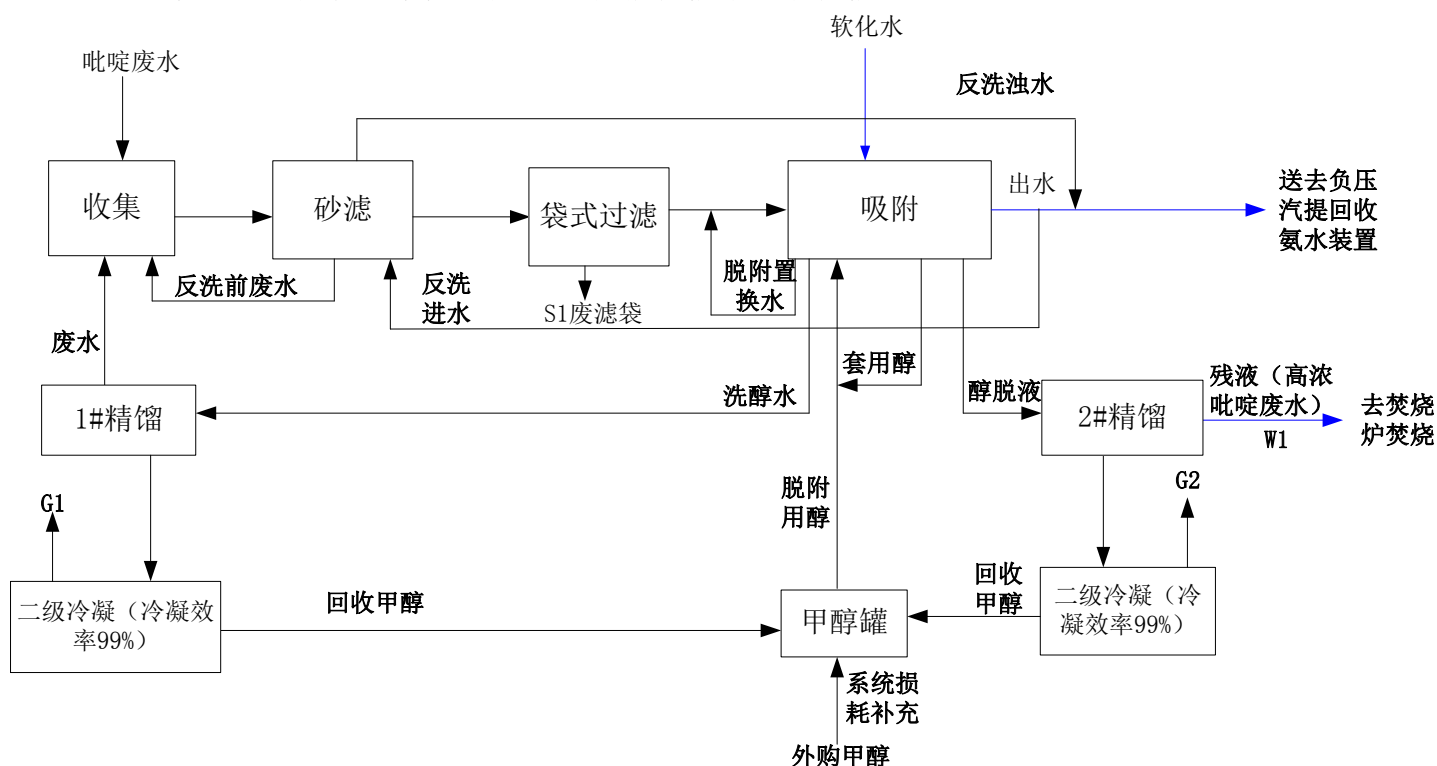 软化水
吡啶废水
反洗浊水
收集
砂滤
袋式过滤
吸附
出水
送去负压
汽提回收
氨水装置
反洗前废水
反洗
进水
脱附置
换水
S1废滤袋
废水
套用醇
洗醇水
醇脱液
残液（高浓
吡啶废水）
W1
去焚烧
炉焚烧
1#精馏
2#精馏
G1
G2
脱附
用醇
二级冷凝（冷凝效
率99%）
回收甲醇
甲醇罐
回收
甲醇
二级冷凝（冷
凝效率99%）
系统损
耗补充
外购甲醇